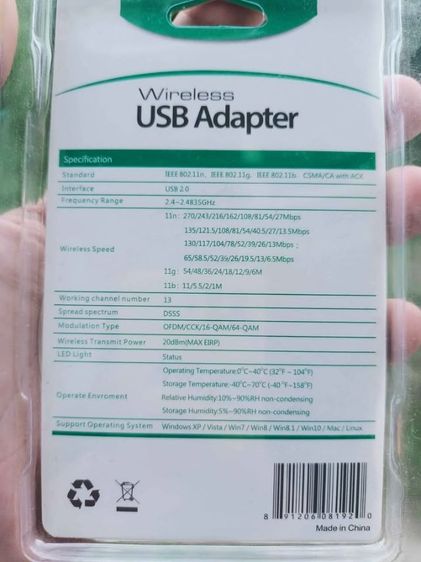 Wireless
USB Adapter
Specification
Standard IEEE 802.11n、IEEE 802.11g、IEEE 802.11b、CSMA/CA with ACK
Interface USB 2.0
Frequency Range 2.4~2.4835GHz
11n : 270/243/216/162/108/81/54/27Mbps
135/121.5/108/81/54/40.5/27/13.5Mbps
Wireless Speed 130/117/104/78/52/39/26/13Mbps ;
65/58.5/52/39/26/19.5/13/6.5Mbps
11g : 54/48/36/24/18/12/9/6M
11b : 11/5.5/2/1M
Working channel number 13
Spread spectrum DSSS
Modulation Type OFDM/CCK/16-QAM/64-QAM
Wireless Transmit Power 20dBm(MAX EIRP)
LED Light Status
Operating Temperature:0°C~40°C (32°F ~ 104°F)
Storage Temperature:-40°C~70°C (-40 °F~158°F)
Operate Enviroment Relative Humidity:10%~90%RH non-condensing
Storage Humidity:5%~90%RH non-condensing
Support Operating System Windows XP / Vista / Win7 / Win8 / Win8.1 / Win10 / Mac / Linux
8 91206 08192 0
Made in China